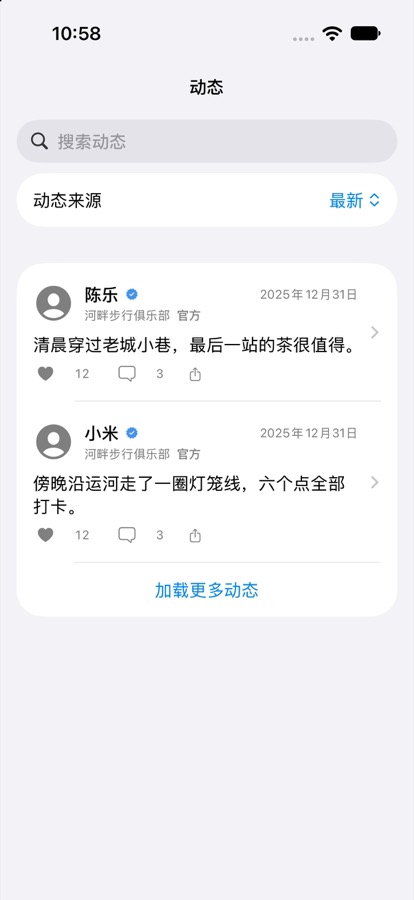 10:58
动态
搜索动态
动态来源 最新
陈乐 2025年12月31日
河畔步行俱乐部 官方
清晨穿过老城小巷，最后一站的茶很值得。
12 3
小米 2025年12月31日
河畔步行俱乐部 官方
傍晚沿运河走了一圈灯笼线，六个点全部
打卡。
12 3
加载更多动态